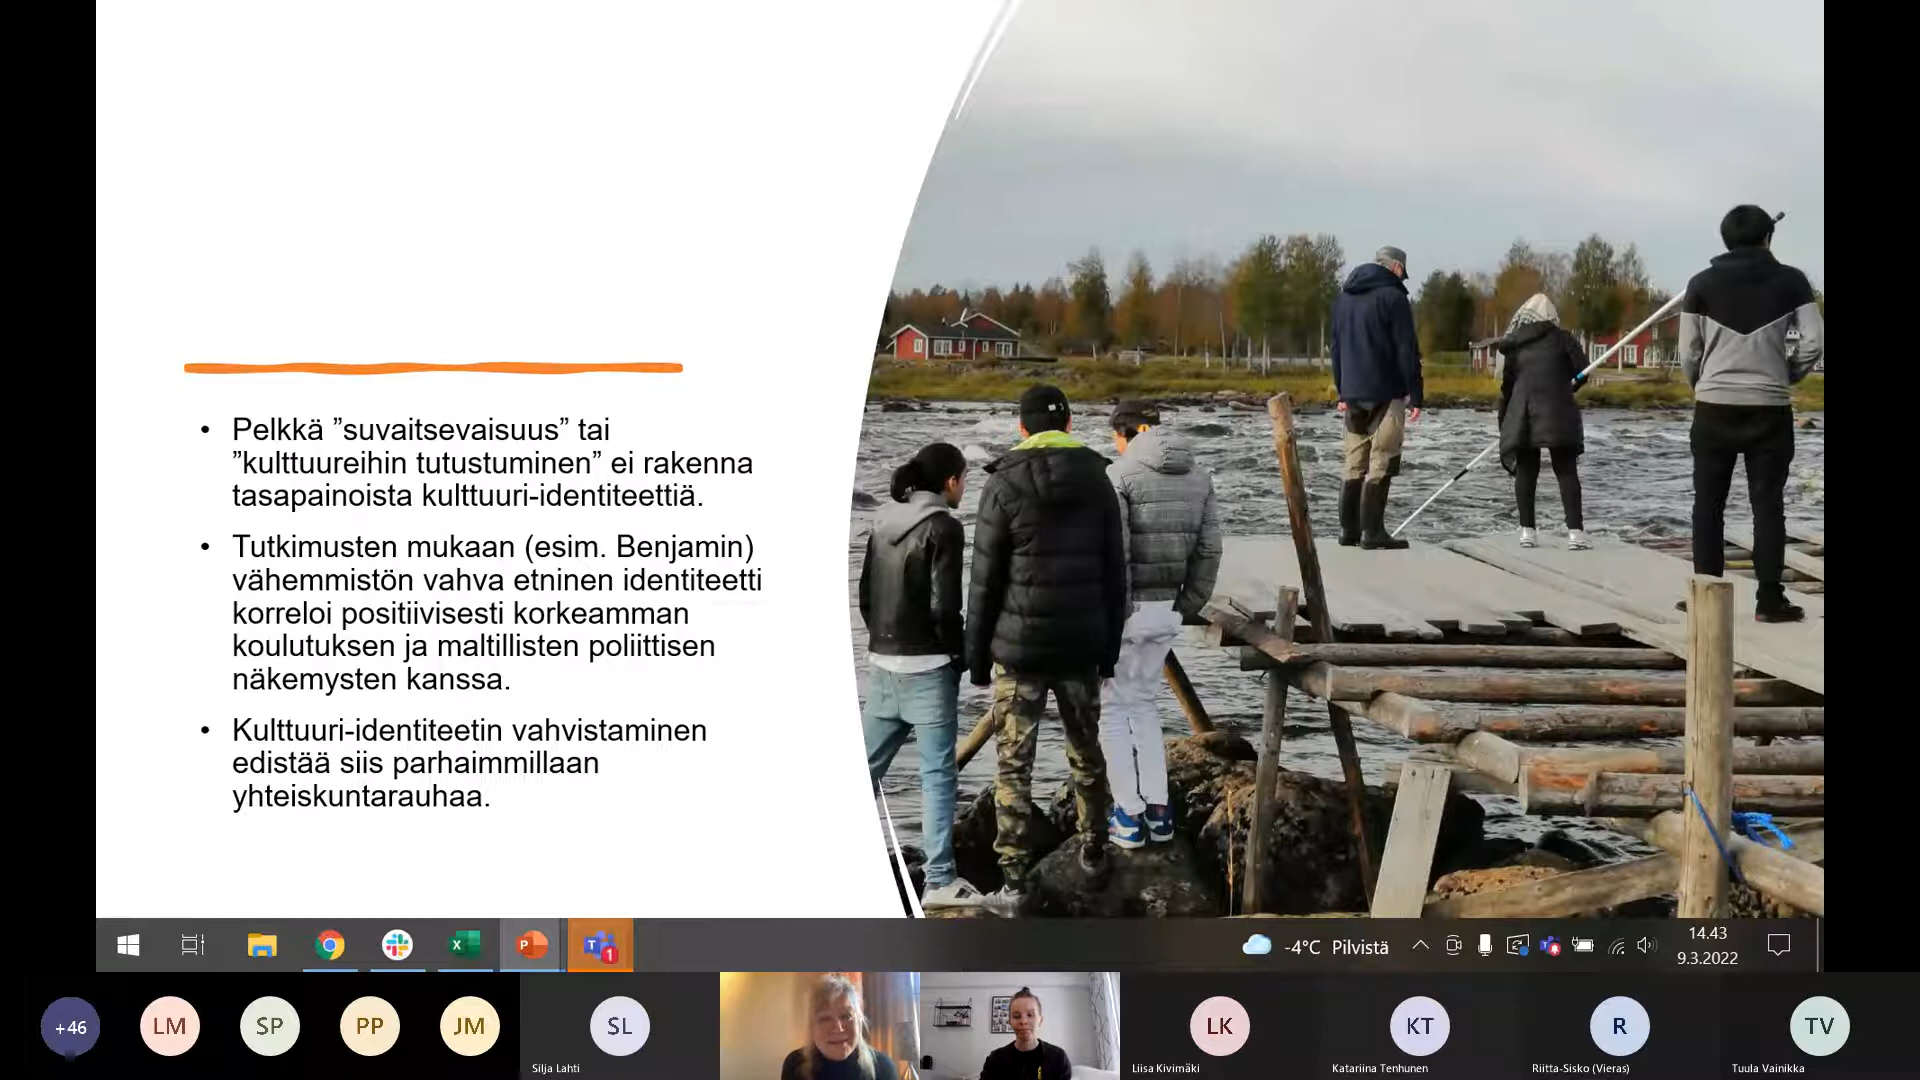 Pelkkä ”suvaitsevaisuus” tai
”kulttuureihin tutustuminen” ei rakenna
tasapainoista kulttuuri-identiteettiä.
Tutkimusten mukaan (esim. Benjamin)
vähemmistön vahva etninen identiteetti
korreloi positiivisesti korkeamman
koulutuksen ja maltillisten poliittisen
näkemysten kanssa.
Kulttuuri-identiteetin vahvistaminen
edistää siis parhaimmillaan
yhteiskuntarauhaa.
-4°C Pilvistä
14.43
9.3.2022
+46
LM
SP
PP
JM
SL
Silja Lahti
LK
Liisa Kivimäki
KT
Katariina Tenhunen
R
Riitta-Sisko (Vieras)
TV
Tuula Vainikka